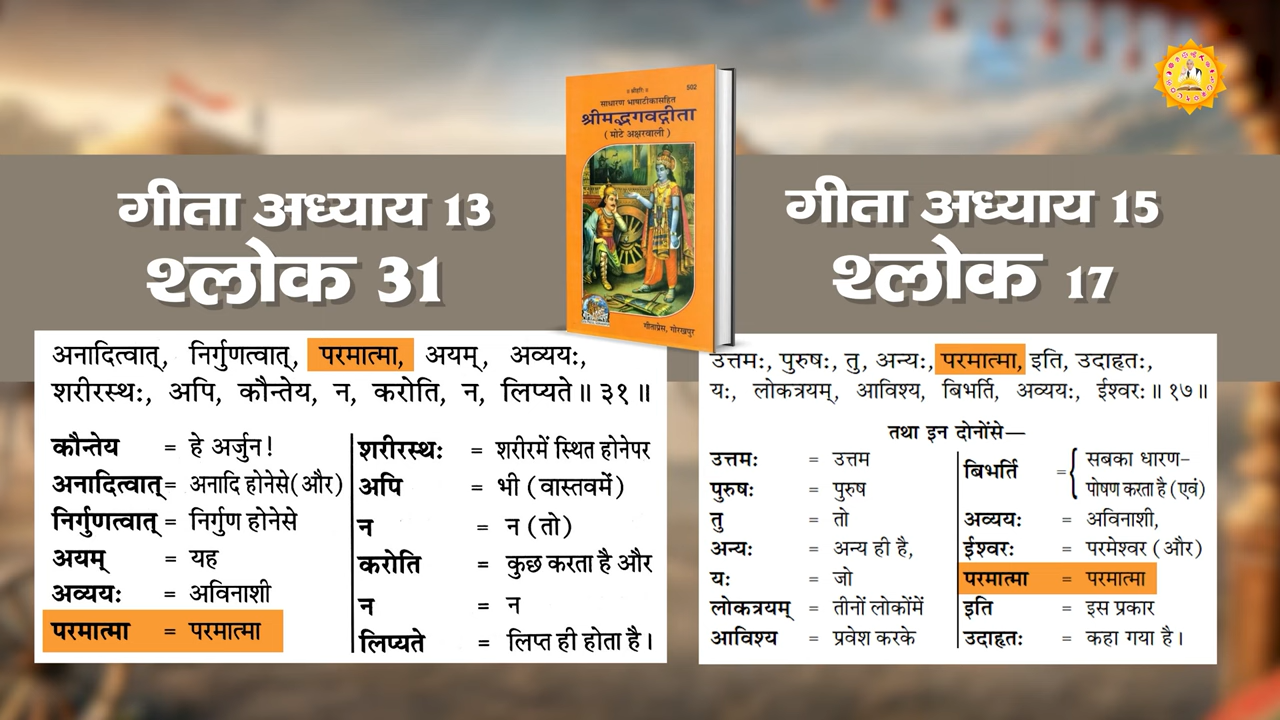 ॥ श्रीहरि: ॥
502
साधारण भाषाटीकासहित
श्रीमद्भगवद्गीता
( मोटे अक्षरवाली )
गीताप्रेस, गोरखपुर
गीता अध्याय 13
श्लोक 31
अनादित्वात्, निर्गुणत्वात्, परमात्मा, अयम्, अव्ययः,
शरीरस्थः, अपि, कौन्तेय, न, करोति, न, लिप्यते॥ ३१॥
कौन्तेय = हे अर्जुन!
अनादित्वात् = अनादि होनेसे(और)
निर्गुणत्वात् = निर्गुण होनेसे
अयम् = यह
अव्ययः = अविनाशी
परमात्मा = परमात्मा
शरीरस्थः = शरीरमें स्थित होनेपर
अपि = भी (वास्तवमें)
न = न (तो)
करोति = कुछ करता है और
न = न
लिप्यते = लिप्त ही होता है।
गीता अध्याय 15
श्लोक 17
उत्तमः, पुरुषः, तु, अन्यः, परमात्मा, इति, उदाहृतः,
यः, लोकत्रयम्, आविश्य, बिभर्ति, अव्ययः, ईश्वरः॥ १७॥
तथा इन दोनोंसे—
उत्तमः = उत्तम
पुरुषः = पुरुष
तु = तो
अन्यः = अन्य ही है,
यः = जो
लोकत्रयम् = तीनों लोकोंमें
आविश्य = प्रवेश करके
बिभर्ति = { सबका धारण-
पोषण करता है (एवं)
अव्ययः = अविनाशी,
ईश्वरः = परमेश्वर (और)
परमात्मा = परमात्मा
इति = इस प्रकार
उदाहृतः = कहा गया है।